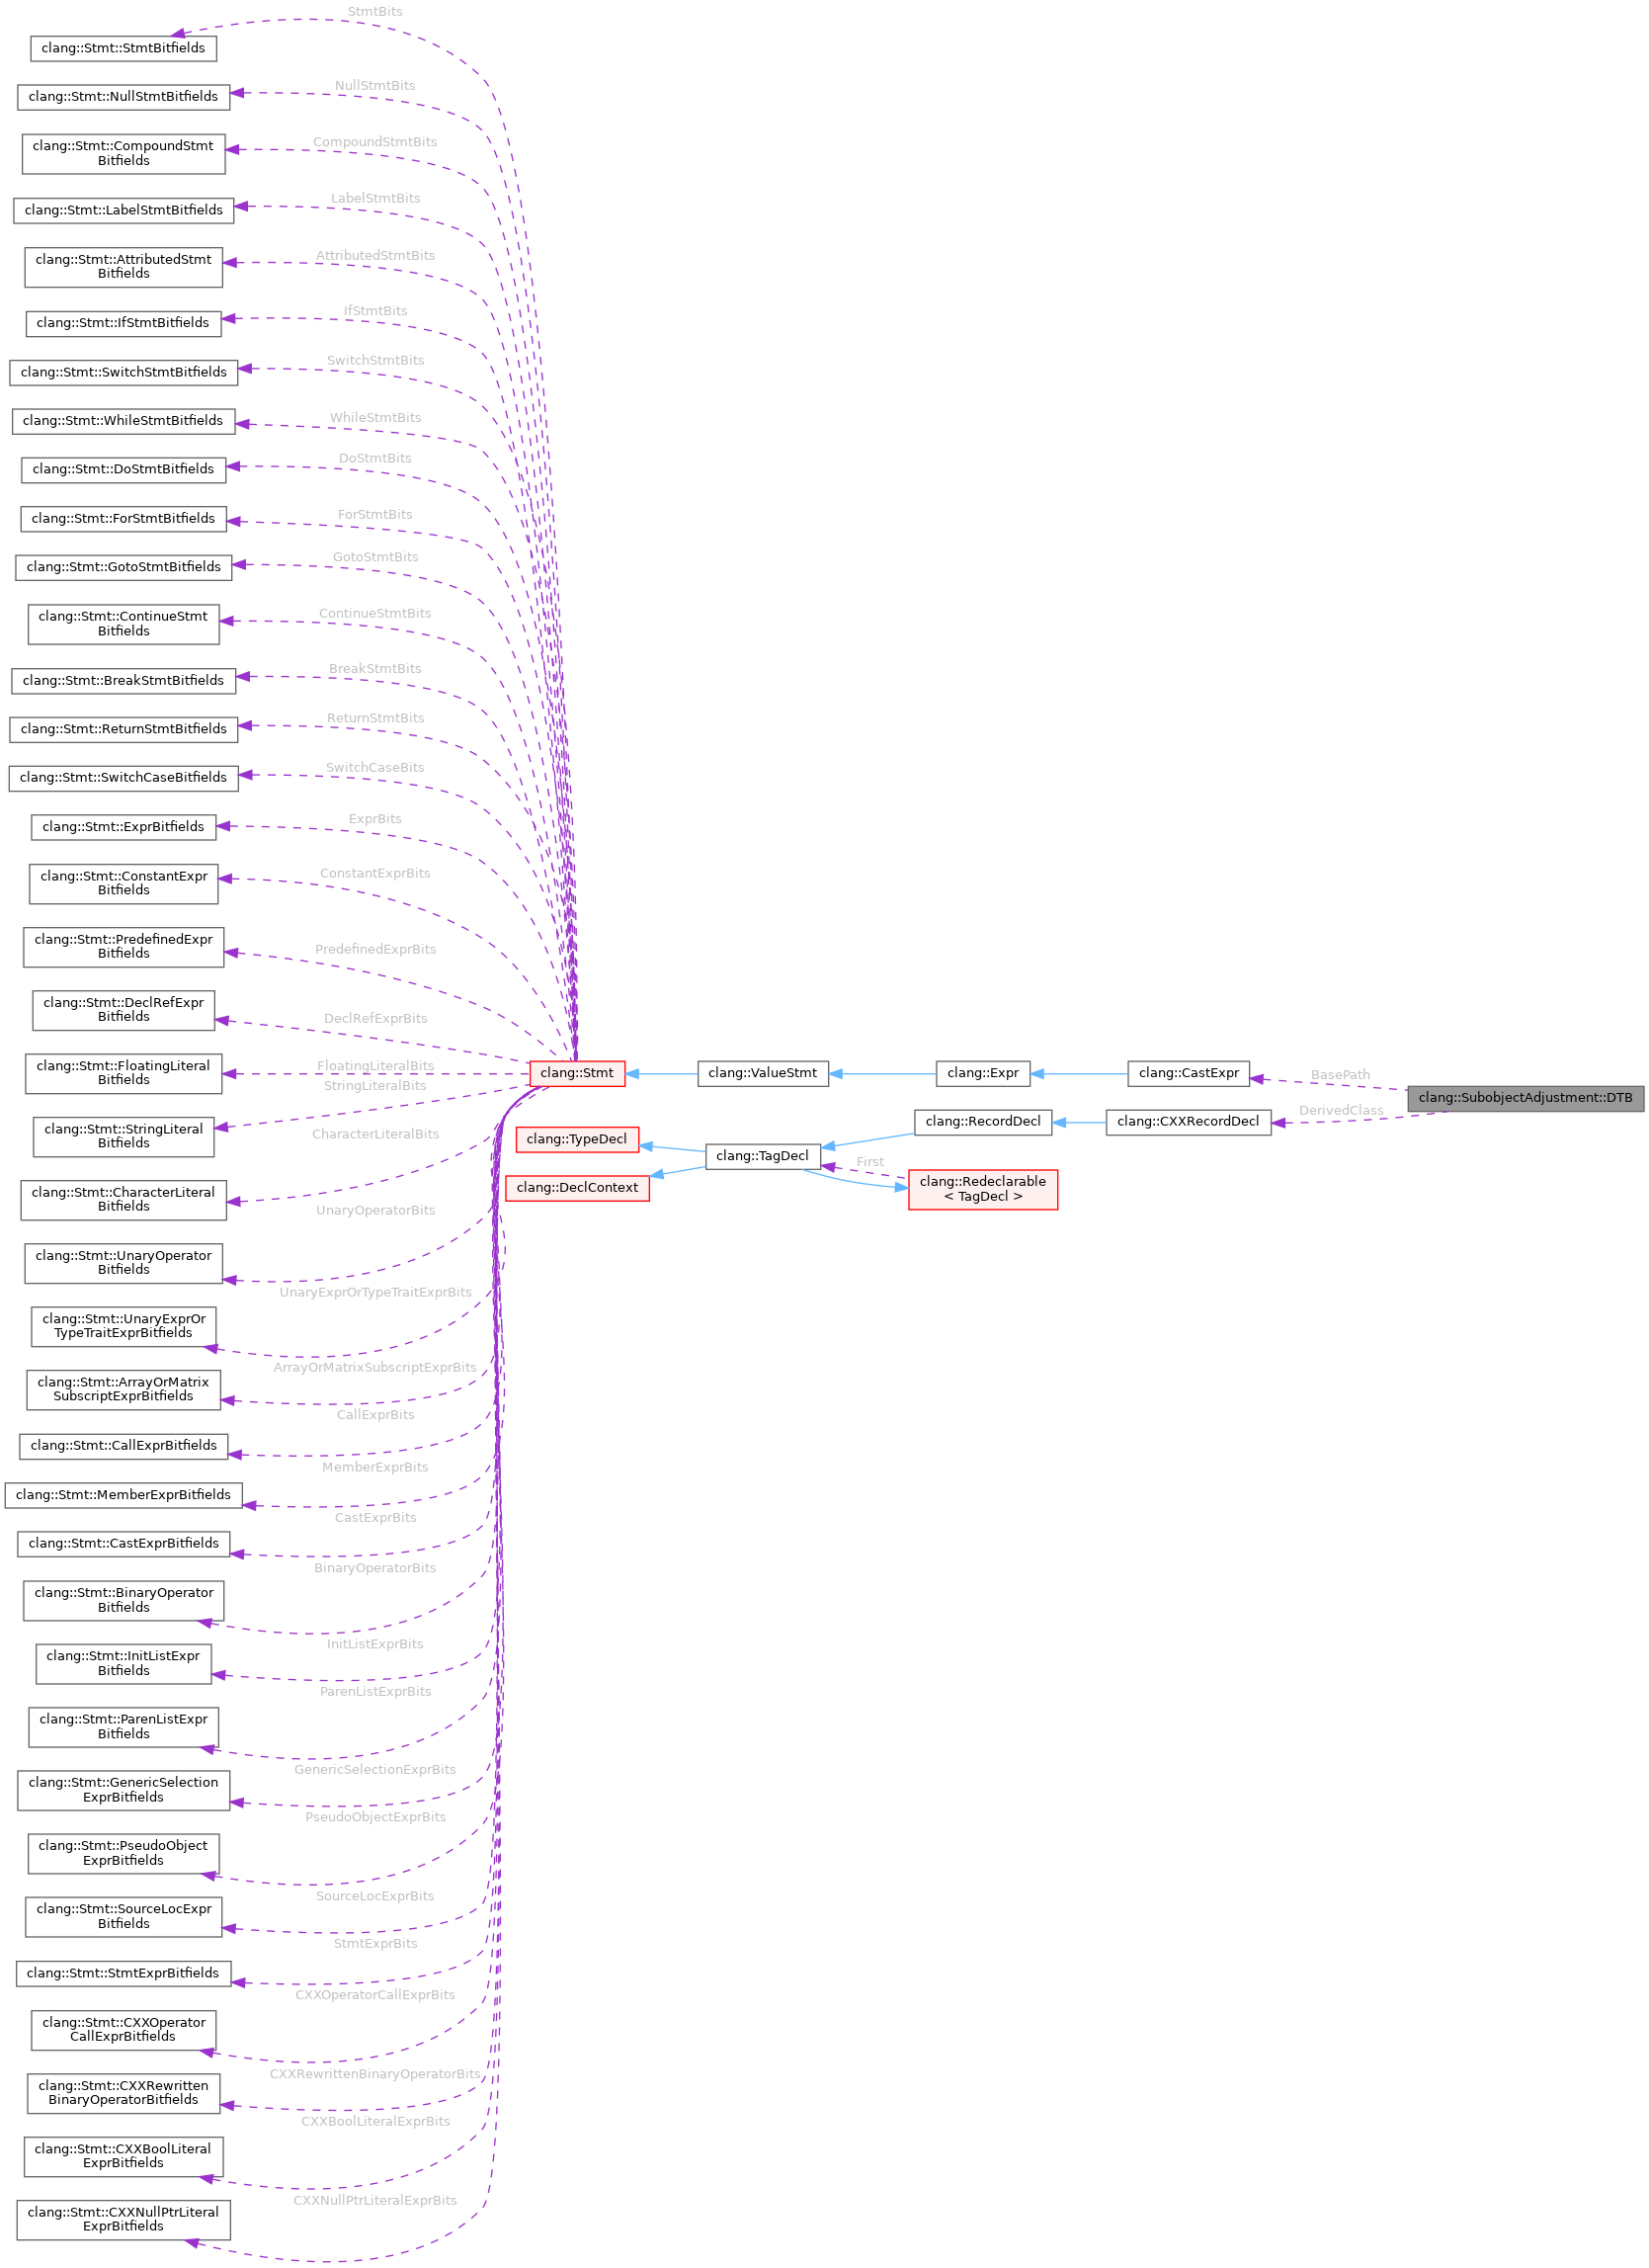 StmtBits
clang::Stmt::StmtBitfields
NullStmtBits
clang::Stmt::NullStmtBitfields
CompoundStmtBits
clang::Stmt::CompoundStmt
Bitfields
LabelStmtBits
clang::Stmt::LabelStmtBitfields
AttributedStmtBits
clang::Stmt::AttributedStmt
Bitfields
IfStmtBits
clang::Stmt::IfStmtBitfields
SwitchStmtBits
clang::Stmt::SwitchStmtBitfields
WhileStmtBits
clang::Stmt::WhileStmtBitfields
DoStmtBits
clang::Stmt::DoStmtBitfields
ForStmtBits
clang::Stmt::ForStmtBitfields
GotoStmtBits
clang::Stmt::GotoStmtBitfields
ContinueStmtBits
clang::Stmt::ContinueStmt
Bitfields
BreakStmtBits
clang::Stmt::BreakStmtBitfields
ReturnStmtBits
clang::Stmt::ReturnStmtBitfields
SwitchCaseBits
clang::Stmt::SwitchCaseBitfields
ExprBits
clang::Stmt::ExprBitfields
ConstantExprBits
clang::Stmt::ConstantExpr
Bitfields
PredefinedExprBits
clang::Stmt::PredefinedExpr
Bitfields
DeclRefExprBits
clang::Stmt::DeclRefExpr
Bitfields
FloatingLiteralBits
clang::Stmt::FloatingLiteral
Bitfields
clang::Stmt
clang::ValueStmt
clang::Expr
clang::CastExpr
BasePath
clang::SubobjectAdjustment::DTB
DerivedClass
StringLiteralBits
clang::Stmt::StringLiteral
Bitfields
clang::TypeDecl
clang::TagDecl
clang::RecordDecl
clang::CXXRecordDecl
First
clang::DeclContext
clang::Redeclarable
< TagDecl >
CharacterLiteralBits
clang::Stmt::CharacterLiteral
Bitfields
UnaryOperatorBits
clang::Stmt::UnaryOperator
Bitfields
UnaryExprOrTypeTraitExprBits
clang::Stmt::UnaryExprOr
TypeTraitExprBitfields
ArrayOrMatrixSubscriptExprBits
clang::Stmt::ArrayOrMatrix
SubscriptExprBitfields
CallExprBits
clang::Stmt::CallExprBitfields
MemberExprBits
clang::Stmt::MemberExprBitfields
CastExprBits
clang::Stmt::CastExprBitfields
BinaryOperatorBits
clang::Stmt::BinaryOperator
Bitfields
InitListExprBits
clang::Stmt::InitListExpr
Bitfields
ParenListExprBits
clang::Stmt::ParenListExpr
Bitfields
GenericSelectionExprBits
clang::Stmt::GenericSelection
ExprBitfields
PseudoObjectExprBits
clang::Stmt::PseudoObject
ExprBitfields
SourceLocExprBits
clang::Stmt::SourceLocExpr
Bitfields
StmtExprBits
clang::Stmt::StmtExprBitfields
CXXOperatorCallExprBits
clang::Stmt::CXXOperator
CallExprBitfields
CXXRewrittenBinaryOperatorBits
clang::Stmt::CXXRewritten
BinaryOperatorBitfields
CXXBoolLiteralExprBits
clang::Stmt::CXXBoolLiteral
ExprBitfields
CXXNullPtrLiteralExprBits
clang::Stmt::CXXNullPtrLiteral
ExprBitfields